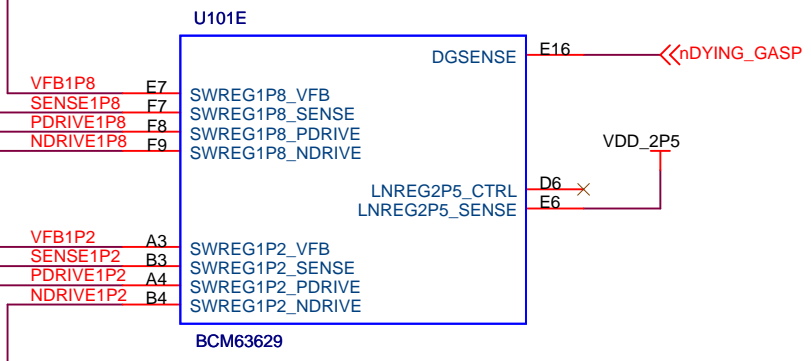 U101E
DGSENSE E16 nDYING_GASP
VFB1P8 E7 SWREG1P8_VFB
SENSE1P8 F7 SWREG1P8_SENSE
PDRIVE1P8 F8 SWREG1P8_PDRIVE
NDRIVE1P8 F9 SWREG1P8_NDRIVE
VDD_2P5
LNREG2P5_CTRL D6
LNREG2P5_SENSE E6
VFB1P2 A3 SWREG1P2_VFB
SENSE1P2 B3 SWREG1P2_SENSE
PDRIVE1P2 A4 SWREG1P2_PDRIVE
NDRIVE1P2 B4 SWREG1P2_NDRIVE
BCM63629